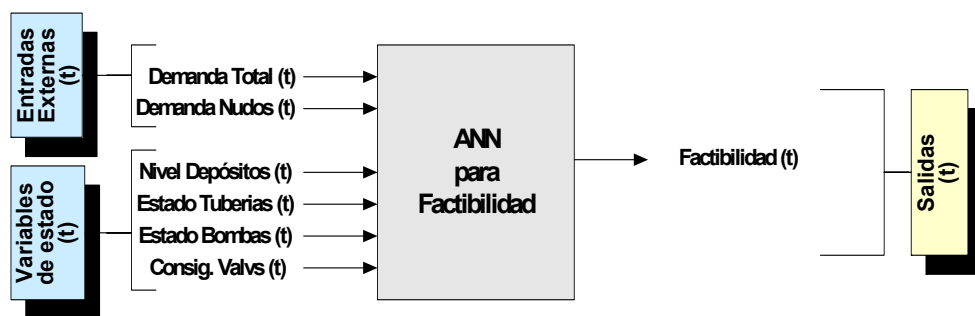 Entradas
Externas
(t)
Demanda Total (t)
Demanda Nudos (t)
Variables
de estado
(t)
Nivel Depósitos (t)
Estado Tuberias (t)
Estado Bombas (t)
Consig. Valvs (t)
ANN
para
Factibilidad
Factibilidad (t)
Salidas
(t)